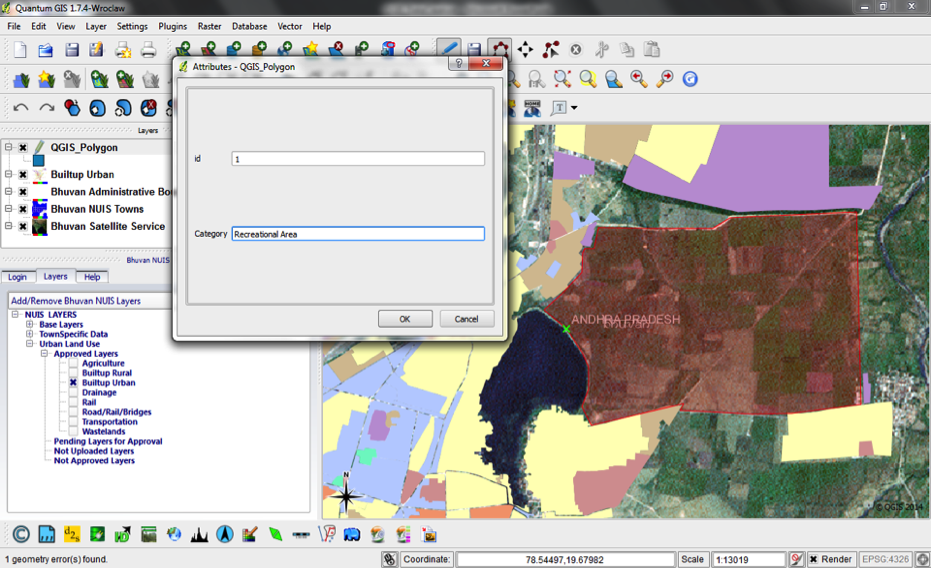 Quantum GIS 1.7.4-Wroclaw
File Edit View Layer Settings Plugins Raster Database Vector Help
Attributes - QGIS_Polygon
id 1
Category Recreational Area
OK Cancel
Layers
QGIS_Polygon
Builtup Urban
Bhuvan Administrative Bou
Bhuvan NUIS Towns
Bhuvan Satellite Service
Bhuvan NUIS
Login Layers Help
Add/Remove Bhuvan NUIS Layers
NUIS_LAYERS
Base Layers
TownSpecific Data
Urban Land Use
Approved Layers
Agriculture
Builtup Rural
Builtup Urban
Drainage
Rail
Road/Rail/Bridges
Transportation
Wastelands
Pending Layers for Approval
Not Uploaded Layers
Not Approved Layers
HOME
T
ANDHRA PRADESH
N
© QGIS 2014
1 geometry error(s) found.
Coordinate: 78.54497,19.67982 Scale 1:13019 Render EPSG:4326